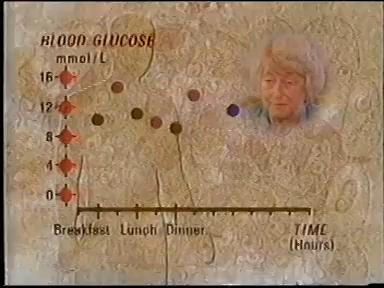 BLOOD GLUCOSE
mmol/L
16
12
8
4
0
Breakfast Lunch Dinner
TIME
(Hours)